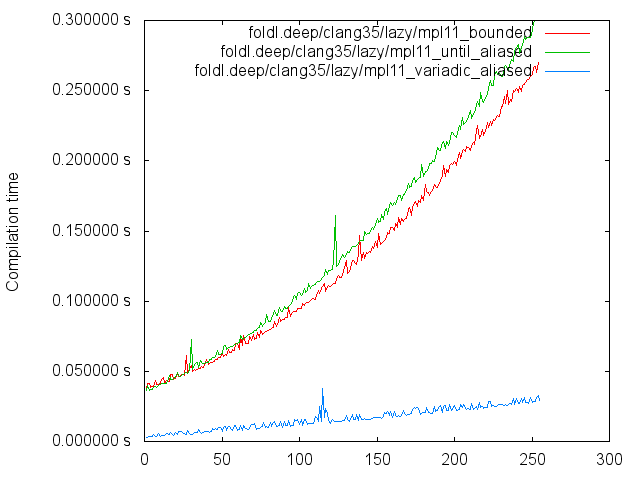 foldl.deep/clang35/lazy/mpl11_bounded
foldl.deep/clang35/lazy/mpl11_until_aliased
foldl.deep/clang35/lazy/mpl11_variadic_aliased
0.300000 s
0.250000 s
0.200000 s
0.150000 s
0.100000 s
0.050000 s
0.000000 s
Compilation time
0 50 100 150 200 250 300